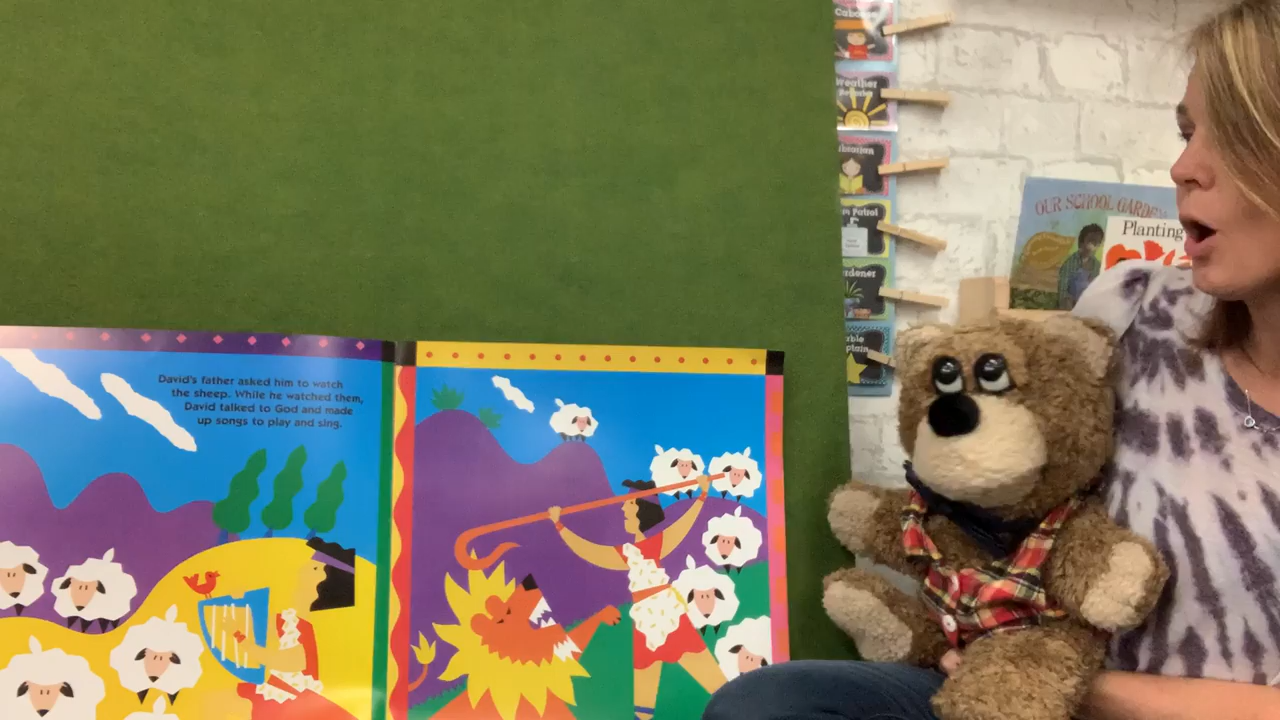 David's father asked him to watch
the sheep. While he watched them,
David talked to God and made
up songs to play and sing.
Weather
Patrol
OUR SCHOOL GARDEN
Planting